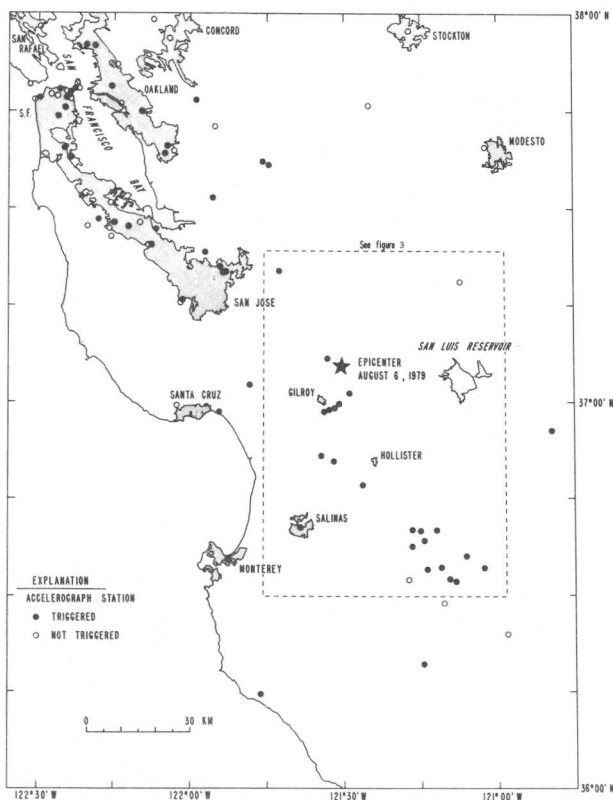 38°00' N
CONCORD
STOCKTON
SAN
RAFAEL
SAN
FRANCISCO
BAY
OAKLAND
S.F.
MODESTO
See figure 3
SAN JOSE
EPICENTER
AUGUST 6, 1979
SAN LUIS RESERVOIR
GILROY
SANTA CRUZ
37°00' N
HOLLISTER
SALINAS
MONTEREY
EXPLANATION
ACCELEROGRAPH STATION
TRIGGERED
NOT TRIGGERED
0 30 KM
36°00' N
122°30' W 122°00' W 121°30' W 121°00' W